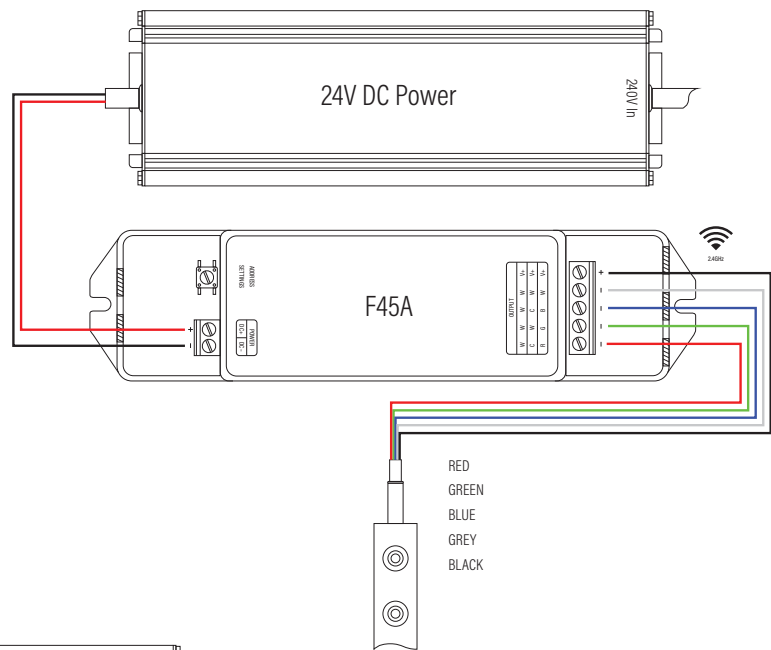 24V DC Power
240V In
ADDRESS
SETTINGS
F45A
2.4GHz
OUTPUT
W W W W V+
C W C W V+
R G B W V+
+
–
–
–
–
POWER
DC+ DC-
+
–
RED
GREEN
BLUE
GREY
BLACK